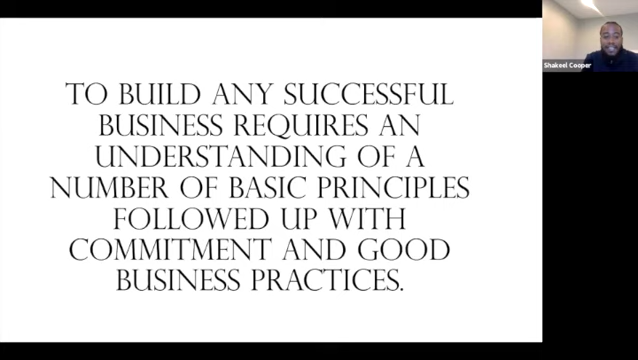 TO BUILD ANY SUCCESSFUL
BUSINESS REQUIRES AN
UNDERSTANDING OF A
NUMBER OF BASIC PRINCIPLES
FOLLOWED UP WITH
COMMITMENT AND GOOD
BUSINESS PRACTICES.
Shakeel Cooper